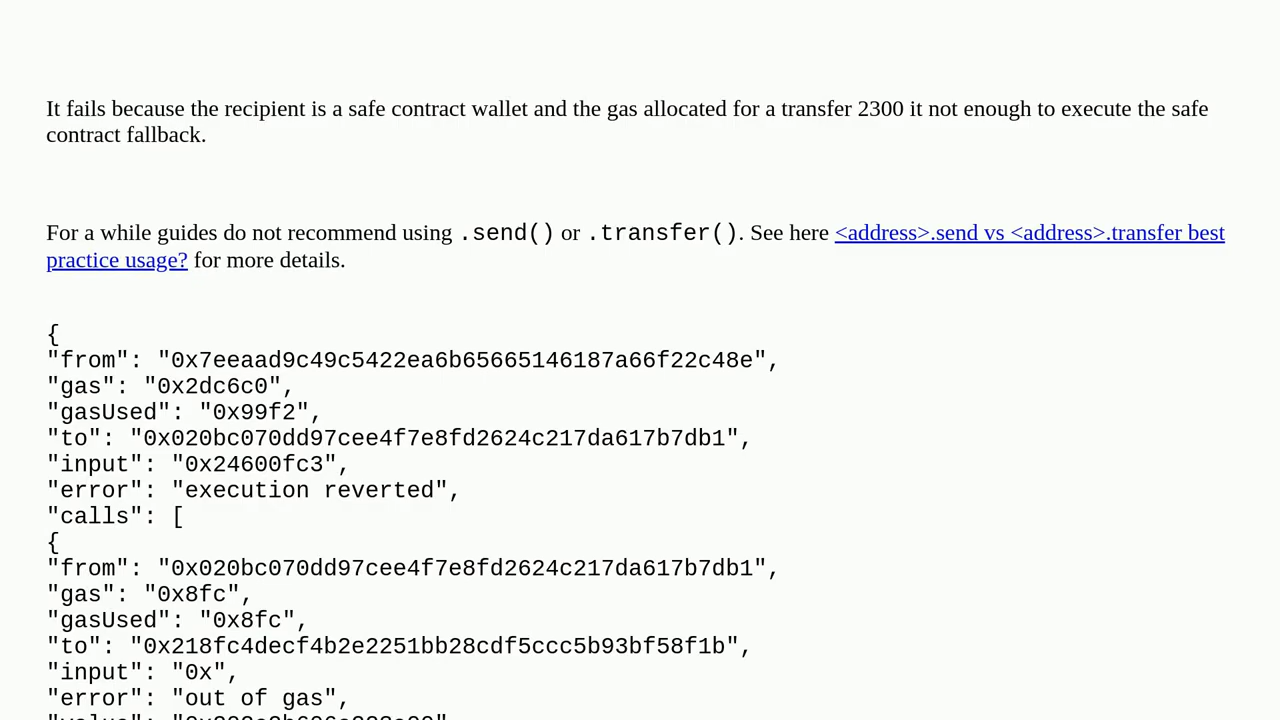 It fails because the recipient is a safe contract wallet and the gas allocated for a transfer 2300 it not enough to execute the safe
contract fallback.
For a while guides do not recommend using .send() or .transfer(). See here <address>.send vs <address>.transfer best
practice usage? for more details.
{
"from": "0x7eeaad9c49c5422ea6b65665146187a66f22c48e",
"gas": "0x2dc6c0",
"gasUsed": "0x99f2",
"to": "0x020bc070dd97cee4f7e8fd2624c217da617b7db1",
"input": "0x24600fc3",
"error": "execution reverted",
"calls": [
{
"from": "0x020bc070dd97cee4f7e8fd2624c217da617b7db1",
"gas": "0x8fc",
"gasUsed": "0x8fc",
"to": "0x218fc4decf4b2e2251bb28cdf5ccc5b93bf58f1b",
"input": "0x",
"error": "out of gas",